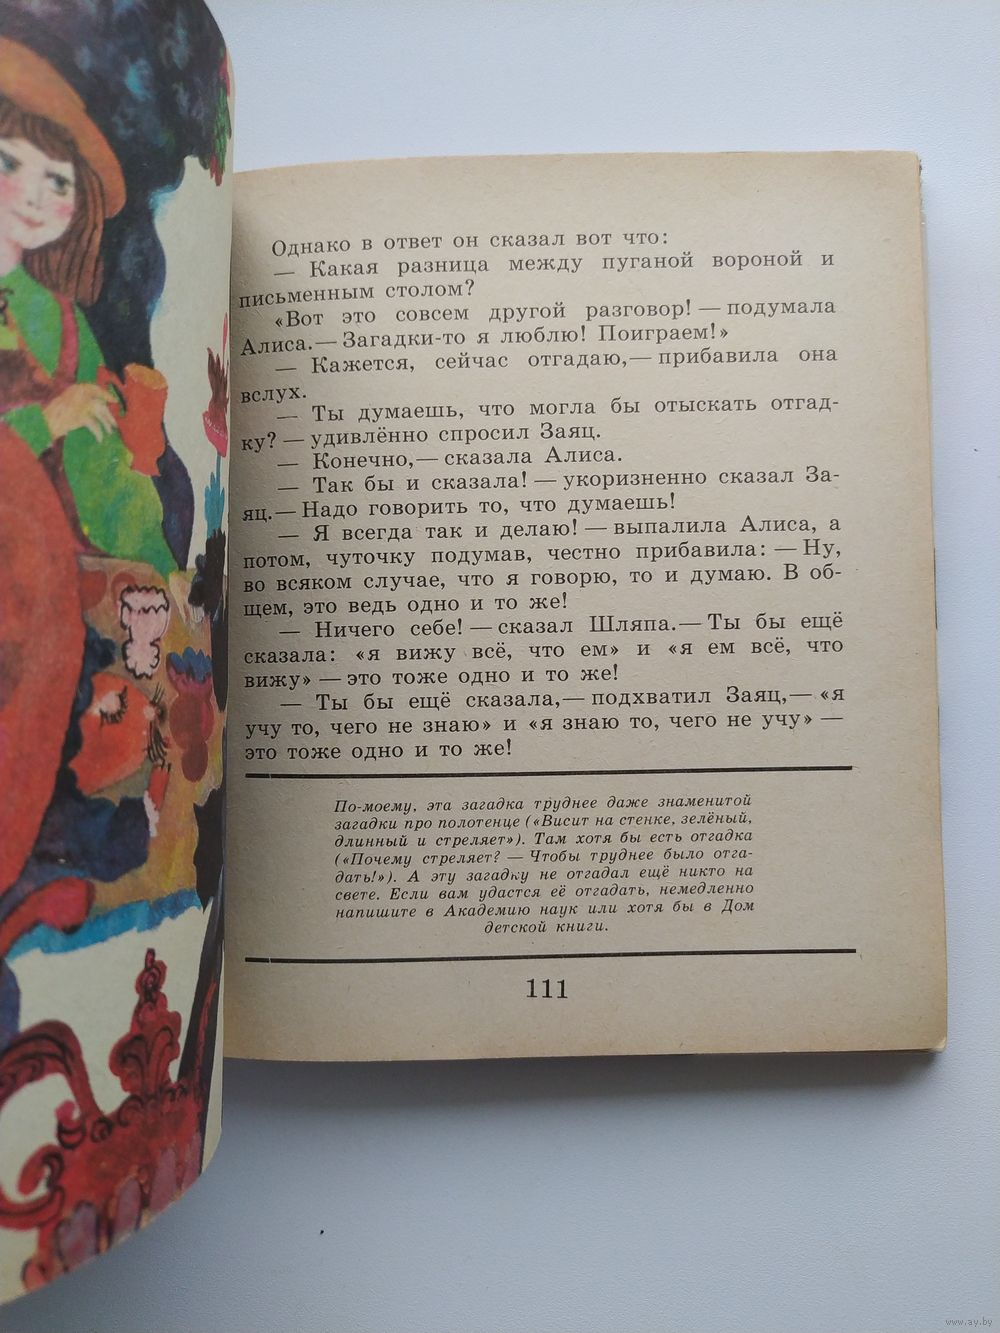 Однако в ответ он сказал вот что:
— Какая разница между пуганой вороной и
письменным столом?
«Вот это совсем другой разговор! — подумала
Алиса.— Загадки-то я люблю! Поиграем!»
— Кажется, сейчас отгадаю,— прибавила она
вслух.
— Ты думаешь, что могла бы отыскать отгад-
ку? — удивлённо спросил Заяц.
— Конечно,— сказала Алиса.
— Так бы и сказала! — укоризненно сказал За-
яц.— Надо говорить то, что думаешь!
— Я всегда так и делаю! — выпалила Алиса, а
потом, чуточку подумав, честно прибавила: — Ну,
во всяком случае, что я говорю, то и думаю. В об-
щем, это ведь одно и то же!
— Ничего себе! — сказал Шляпа.— Ты бы ещё
сказала: «я вижу всё, что ем» и «я ем всё, что
вижу» — это тоже одно и то же!
— Ты бы ещё сказала,— подхватил Заяц,— «я
учу то, чего не знаю» и «я знаю то, чего не учу» —
это тоже одно и то же!
По-моему, эта загадка труднее даже знаменитой
загадки про полотенце («Висит на стенке, зелёный,
длинный и стреляет»). Там хотя бы есть отгадка
(«Почему стреляет? — Чтобы труднее было отга-
дать!»). А эту загадку не отгадал ещё никто на
свете. Если вам удастся её отгадать, немедленно
напишите в Академию наук или хотя бы в Дом
детской книги.
111
www.ay.by